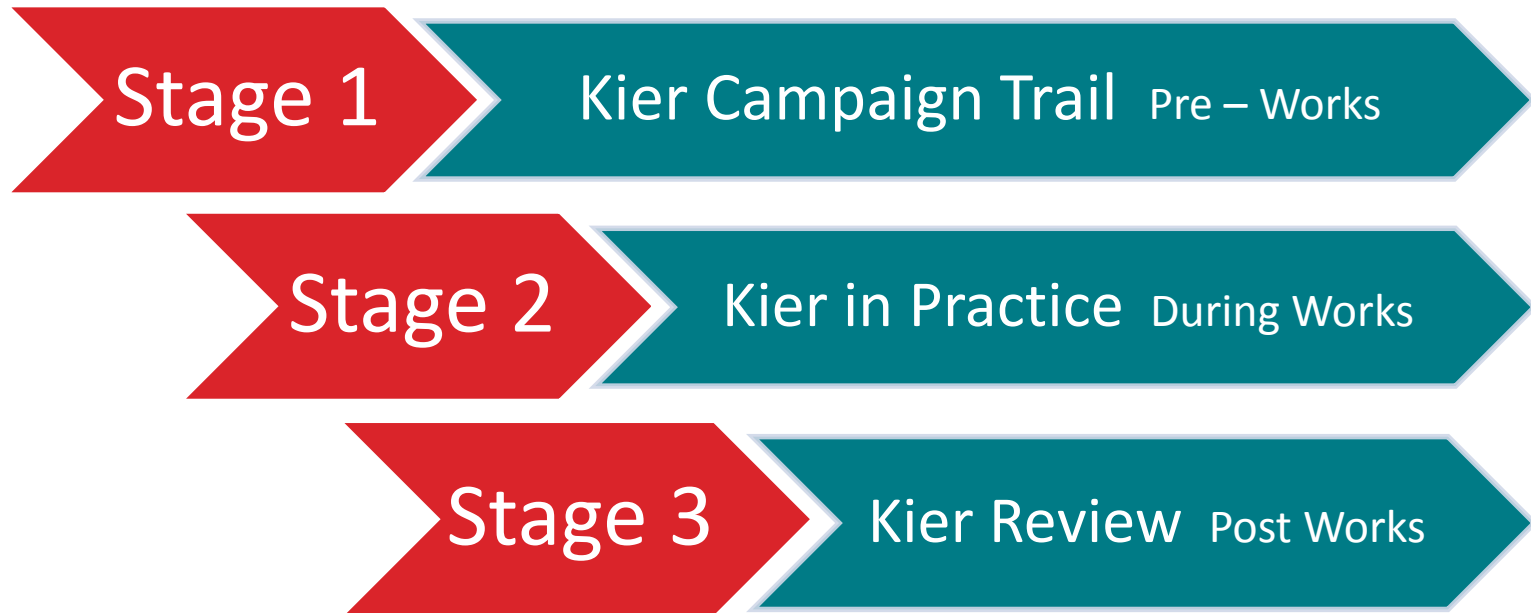 Stage 1 Kier Campaign Trail Pre – Works
Stage 2 Kier in Practice During Works
Stage 3 Kier Review Post Works